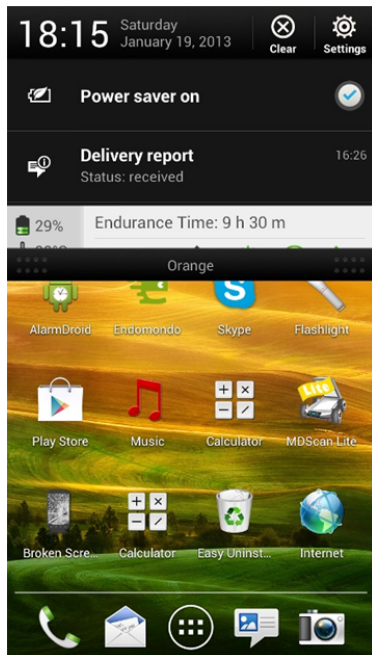 18:15
Saturday
January 19, 2013
Clear
Settings
Power saver on
Delivery report
16:26
Status: received
29%
Endurance Time: 9 h 30 m
Orange
AlarmDroid
Endomondo
Skype
Flashlight
Lite
Play Store
Music
Calculator
MDScan Lite
Broken Scre...
Calculator
Easy Uninst...
Internet